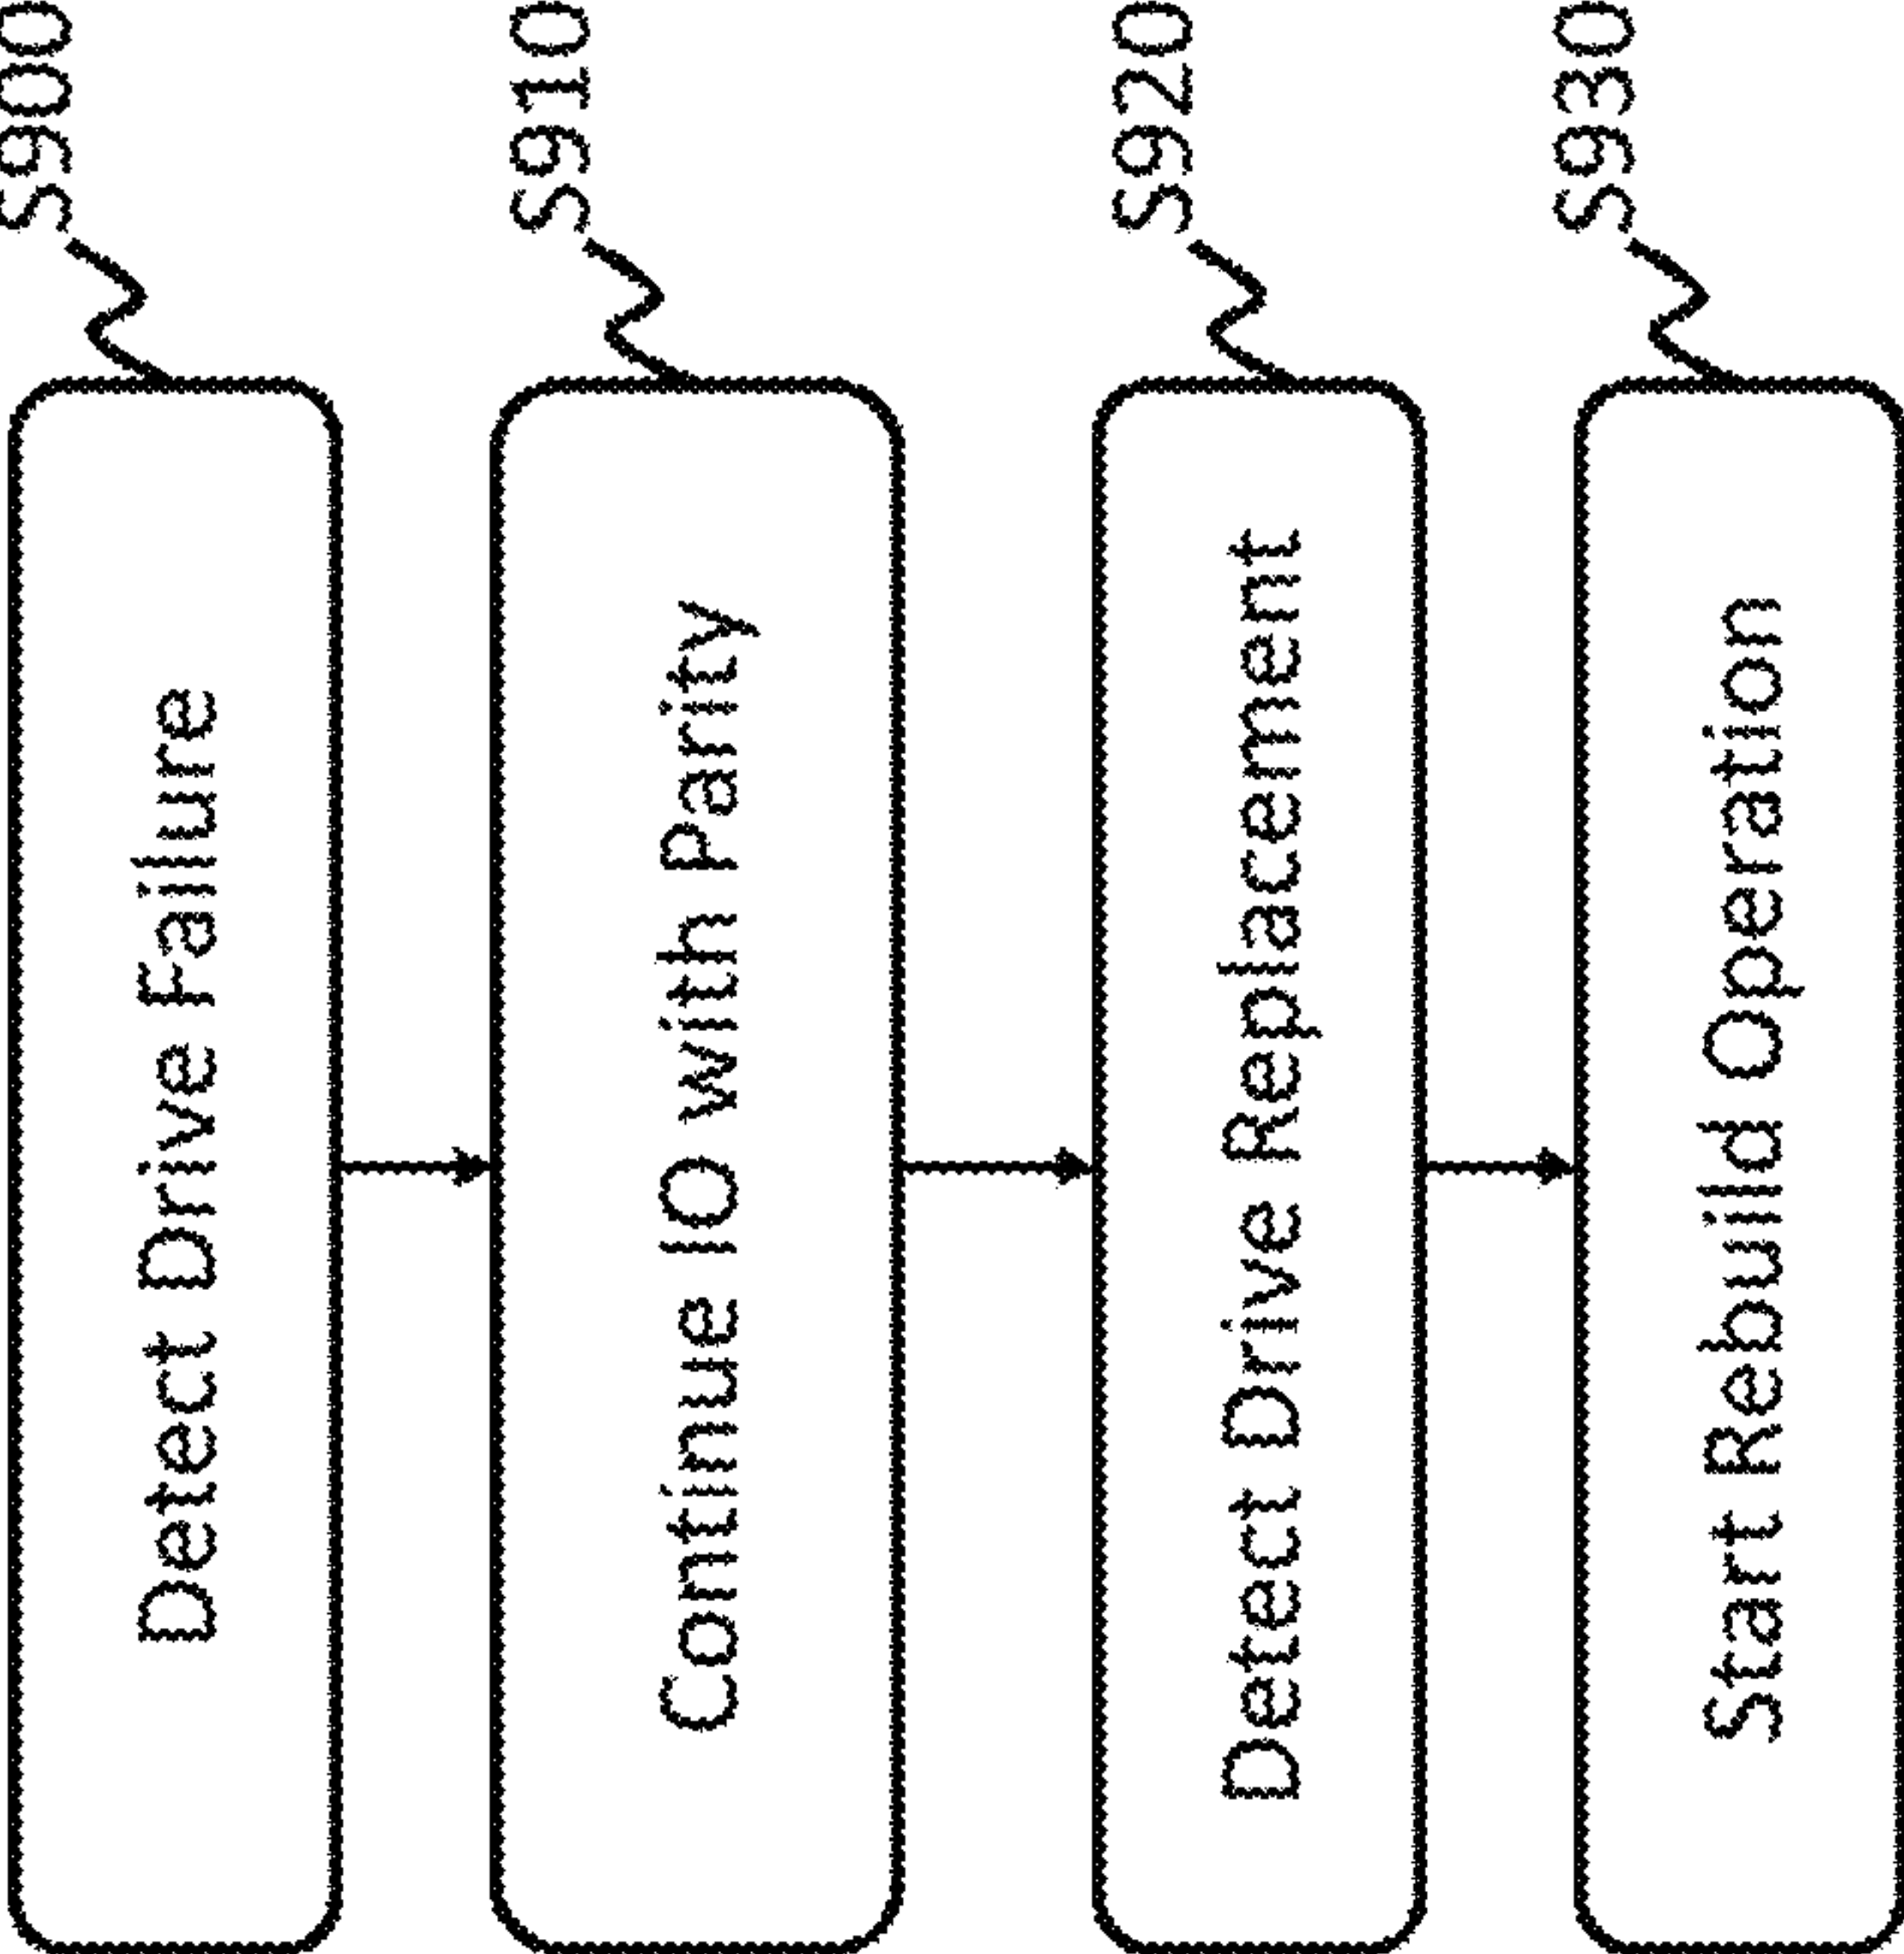 S900
Detect Drive Failure
S910
Continue IO with Parity
S920
Detect Drive Replacement
S930
Start Rebuild Operation